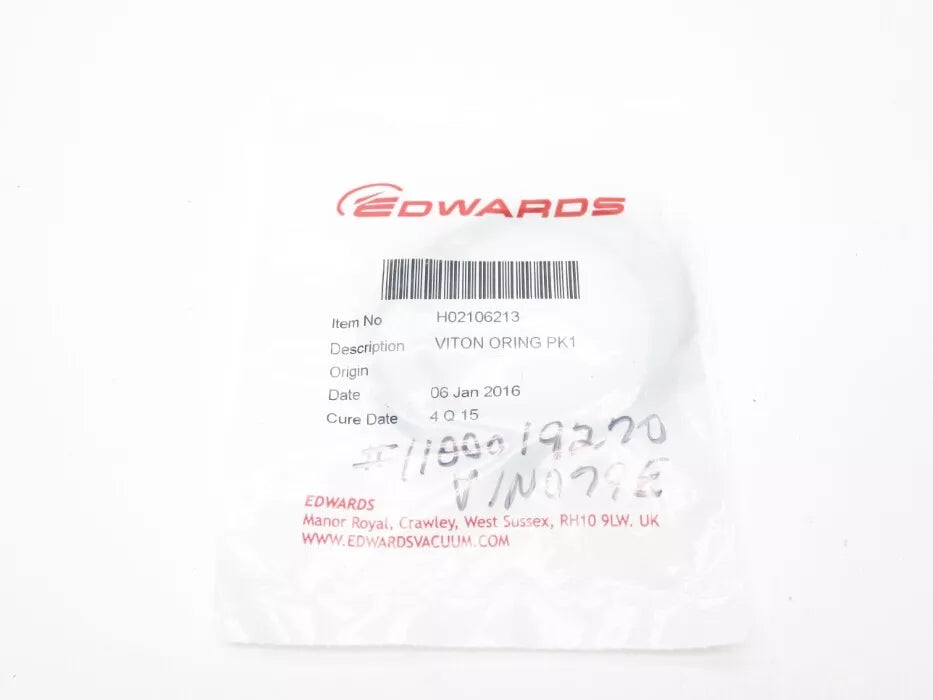 EDWARDS
Item No H02106213
Description VITON ORING PK1
Origin
Date 06 Jan 2016
Cure Date 4 Q 15
#1100019270
EDWARDS
Manor Royal, Crawley, West Sussex, RH10 9LW, UK
WWW.EDWARDSVACUUM.COM